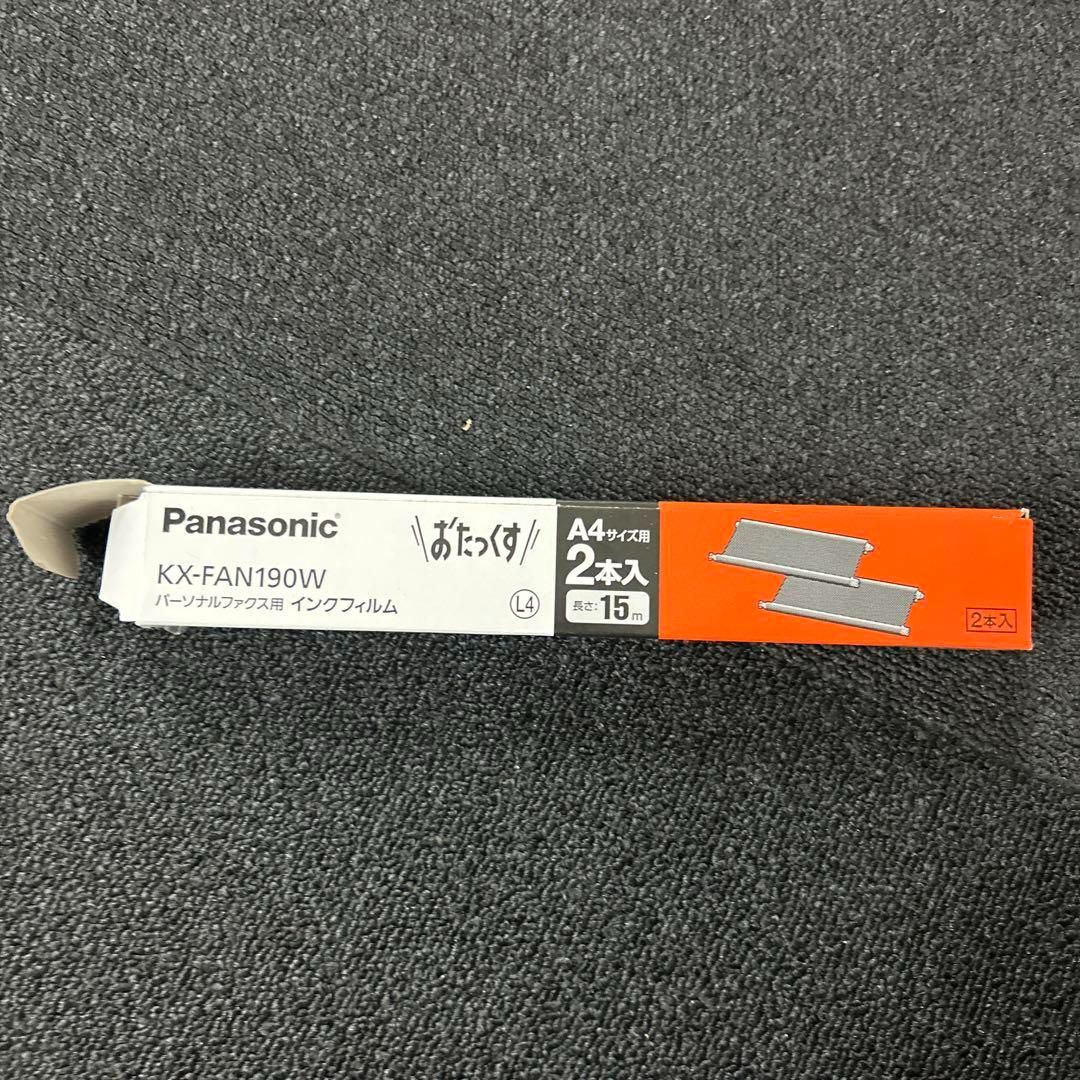 Panasonic
KX-FAN190W
パーソナルファクス用 インクフィルム
おたっくす
L4
A4サイズ用
2本入
長さ:15m
2本入